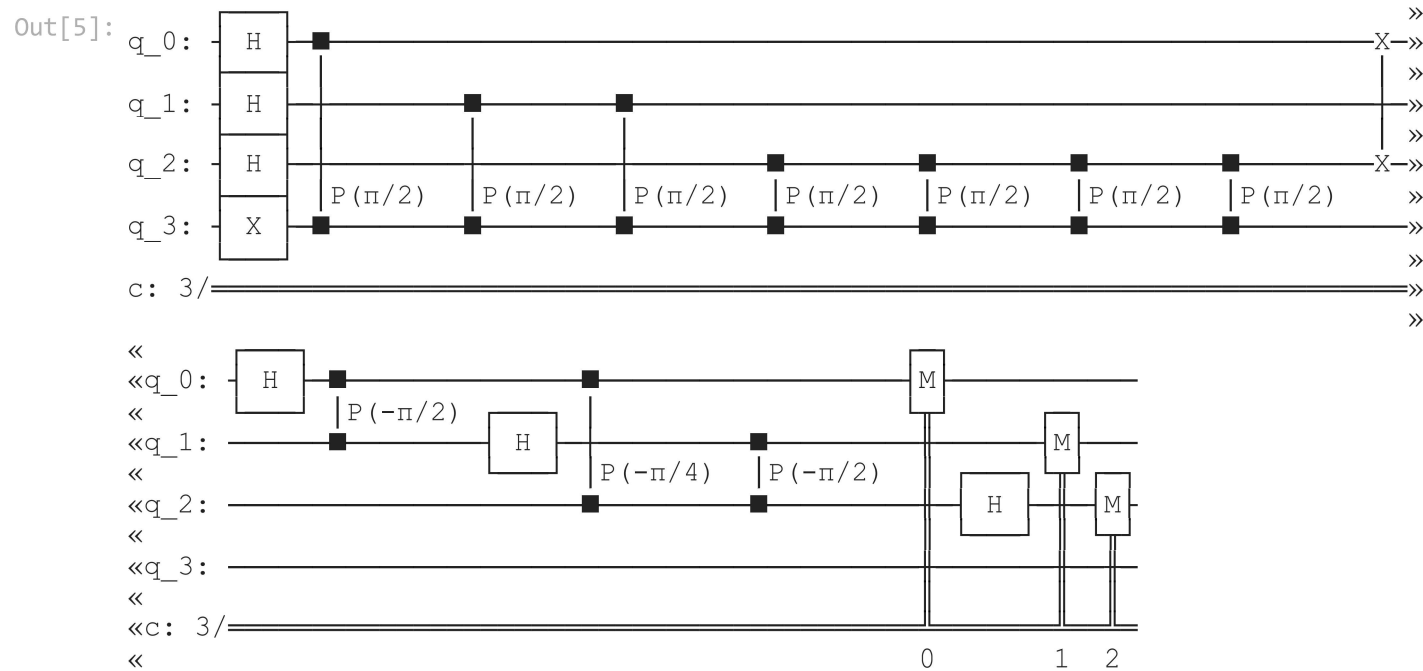 Out[5]: »
q_0: H X »
»
q_1: H »
»
q_2: H X »
P(π/2) P(π/2) P(π/2) P(π/2) P(π/2) P(π/2) P(π/2) »
q_3: X »
»
c: 3/ »
»
«
«q_0: H M
« P(-π/2)
«q_1: H M
« P(-π/4) P(-π/2)
«q_2: H M
«
«q_3:
«
«c: 3/
« 0 1 2